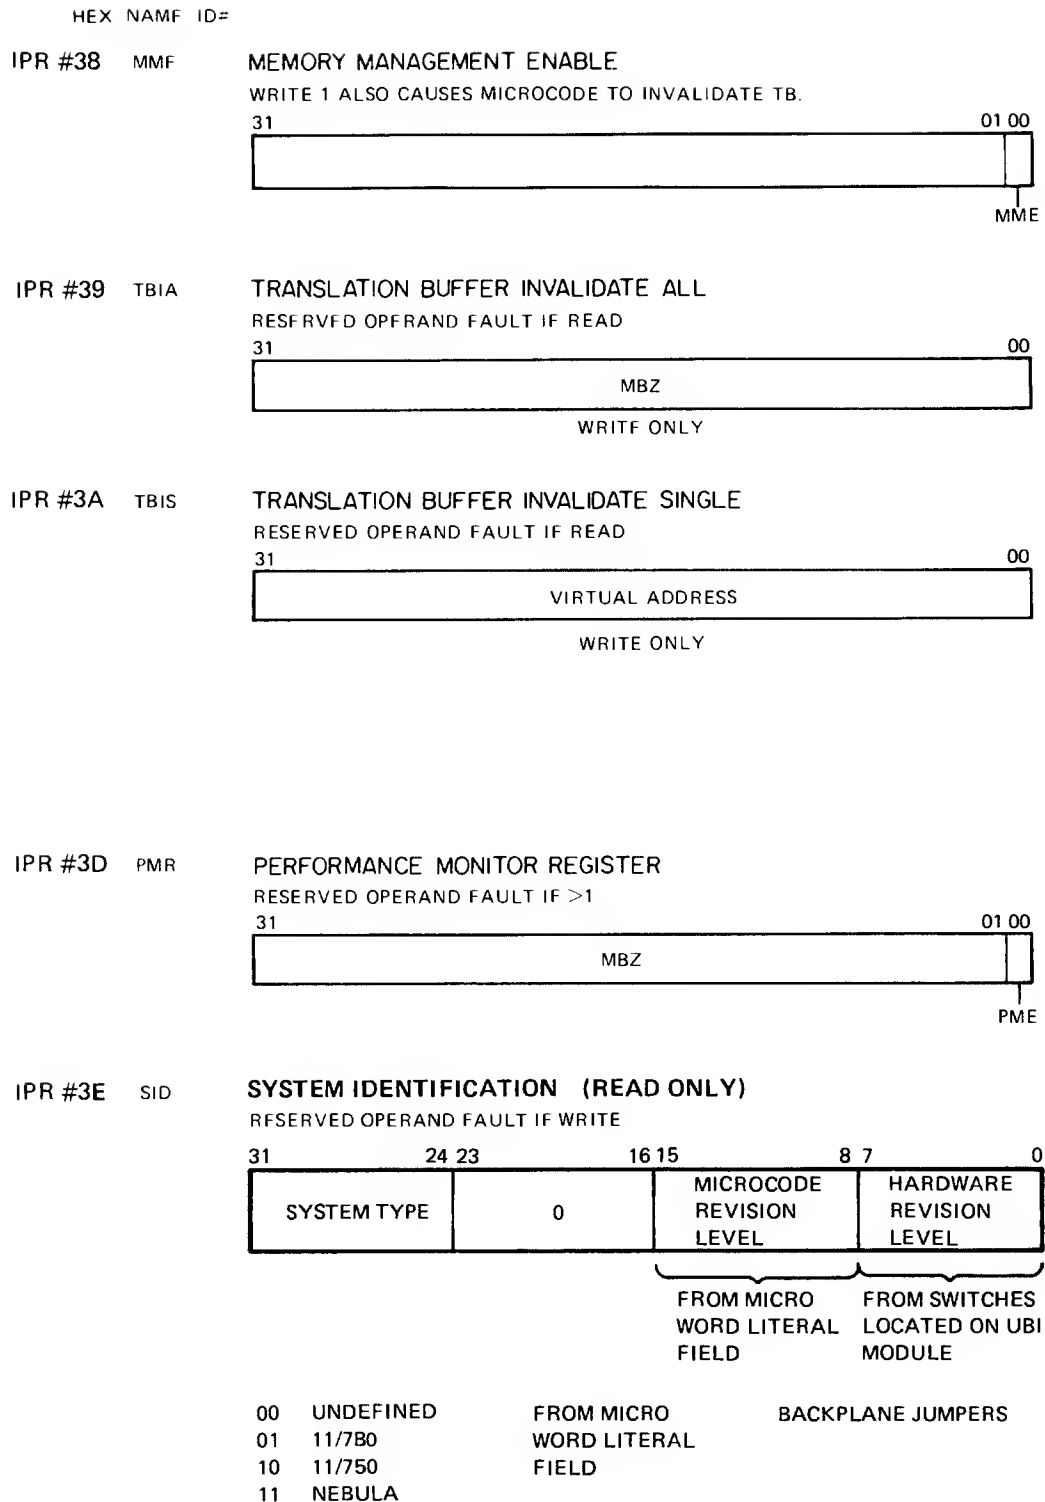 HEX NAMF ID#
IPR #38 MMF MEMORY MANAGEMENT ENABLE
WRITE 1 ALSO CAUSES MICROCODE TO INVALIDATE TB.
31 01 00
MME
IPR #39 TBIA TRANSLATION BUFFER INVALIDATE ALL
RESFRVFD OPFRAND FAULT IF READ
31 00
MBZ
WRITF ONLY
IPR #3A TBIS TRANSLATION BUFFER INVALIDATE SINGLE
RESERVED OPERAND FAULT IF READ
31 00
VIRTUAL ADDRESS
WRITE ONLY
IPR #3D PMR PERFORMANCE MONITOR REGISTER
RESERVED OPERAND FAULT IF >1
31 01 00
MBZ
PME
IPR #3E SID SYSTEM IDENTIFICATION (READ ONLY)
RFSERVED OPERAND FAULT IF WRITE
31 24 23 16 15 8 7 0
SYSTEM TYPE 0 MICROCODE REVISION LEVEL HARDWARE REVISION LEVEL
FROM MICRO FROM SWITCHES
WORD LITERAL LOCATED ON UBI
FIELD MODULE
00 UNDEFINED FROM MICRO BACKPLANE JUMPERS
01 11/7B0 WORD LITERAL
10 11/750 FIELD
11 NEBULA